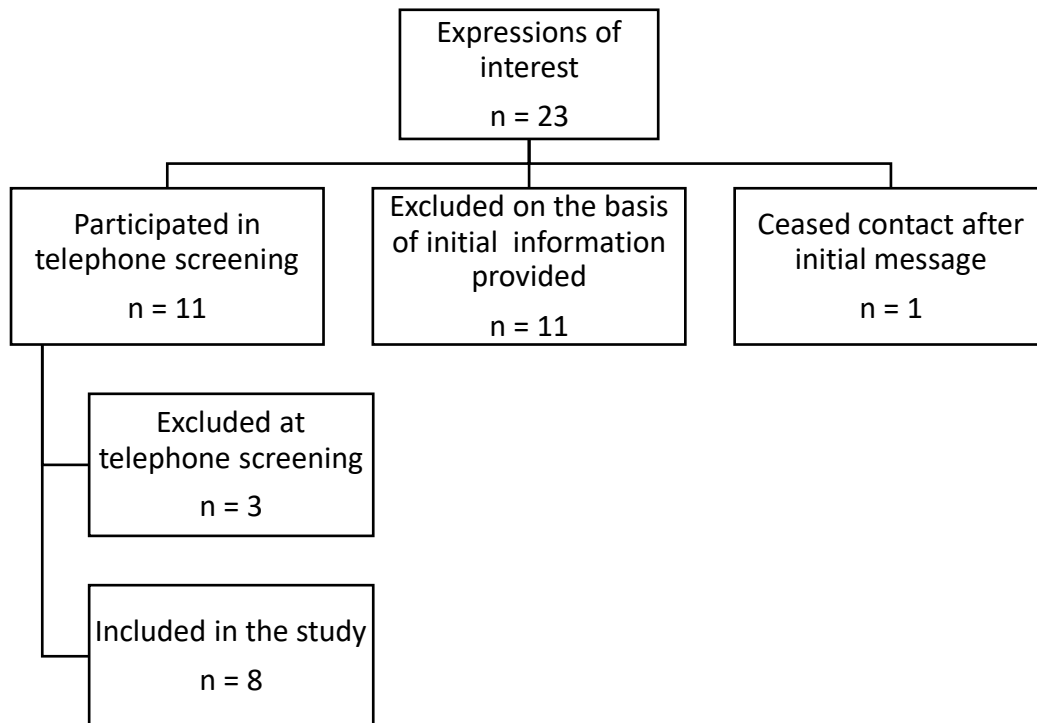 Expressions of
interest
n = 23
Participated in
telephone screening
n = 11
Excluded on the basis
of initial  information
provided
n = 11
Ceased contact after
initial message
n = 1
Excluded at
telephone screening
n = 3
Included in the study
n = 8